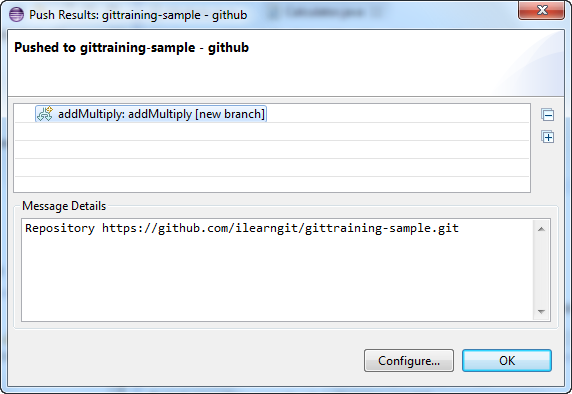 Push Results: gittraining-sample - github
Pushed to gittraining-sample - github
addMultiply: addMultiply [new branch]
Message Details
Repository https://github.com/ilearngit/gittraining-sample.git
Configure...
OK